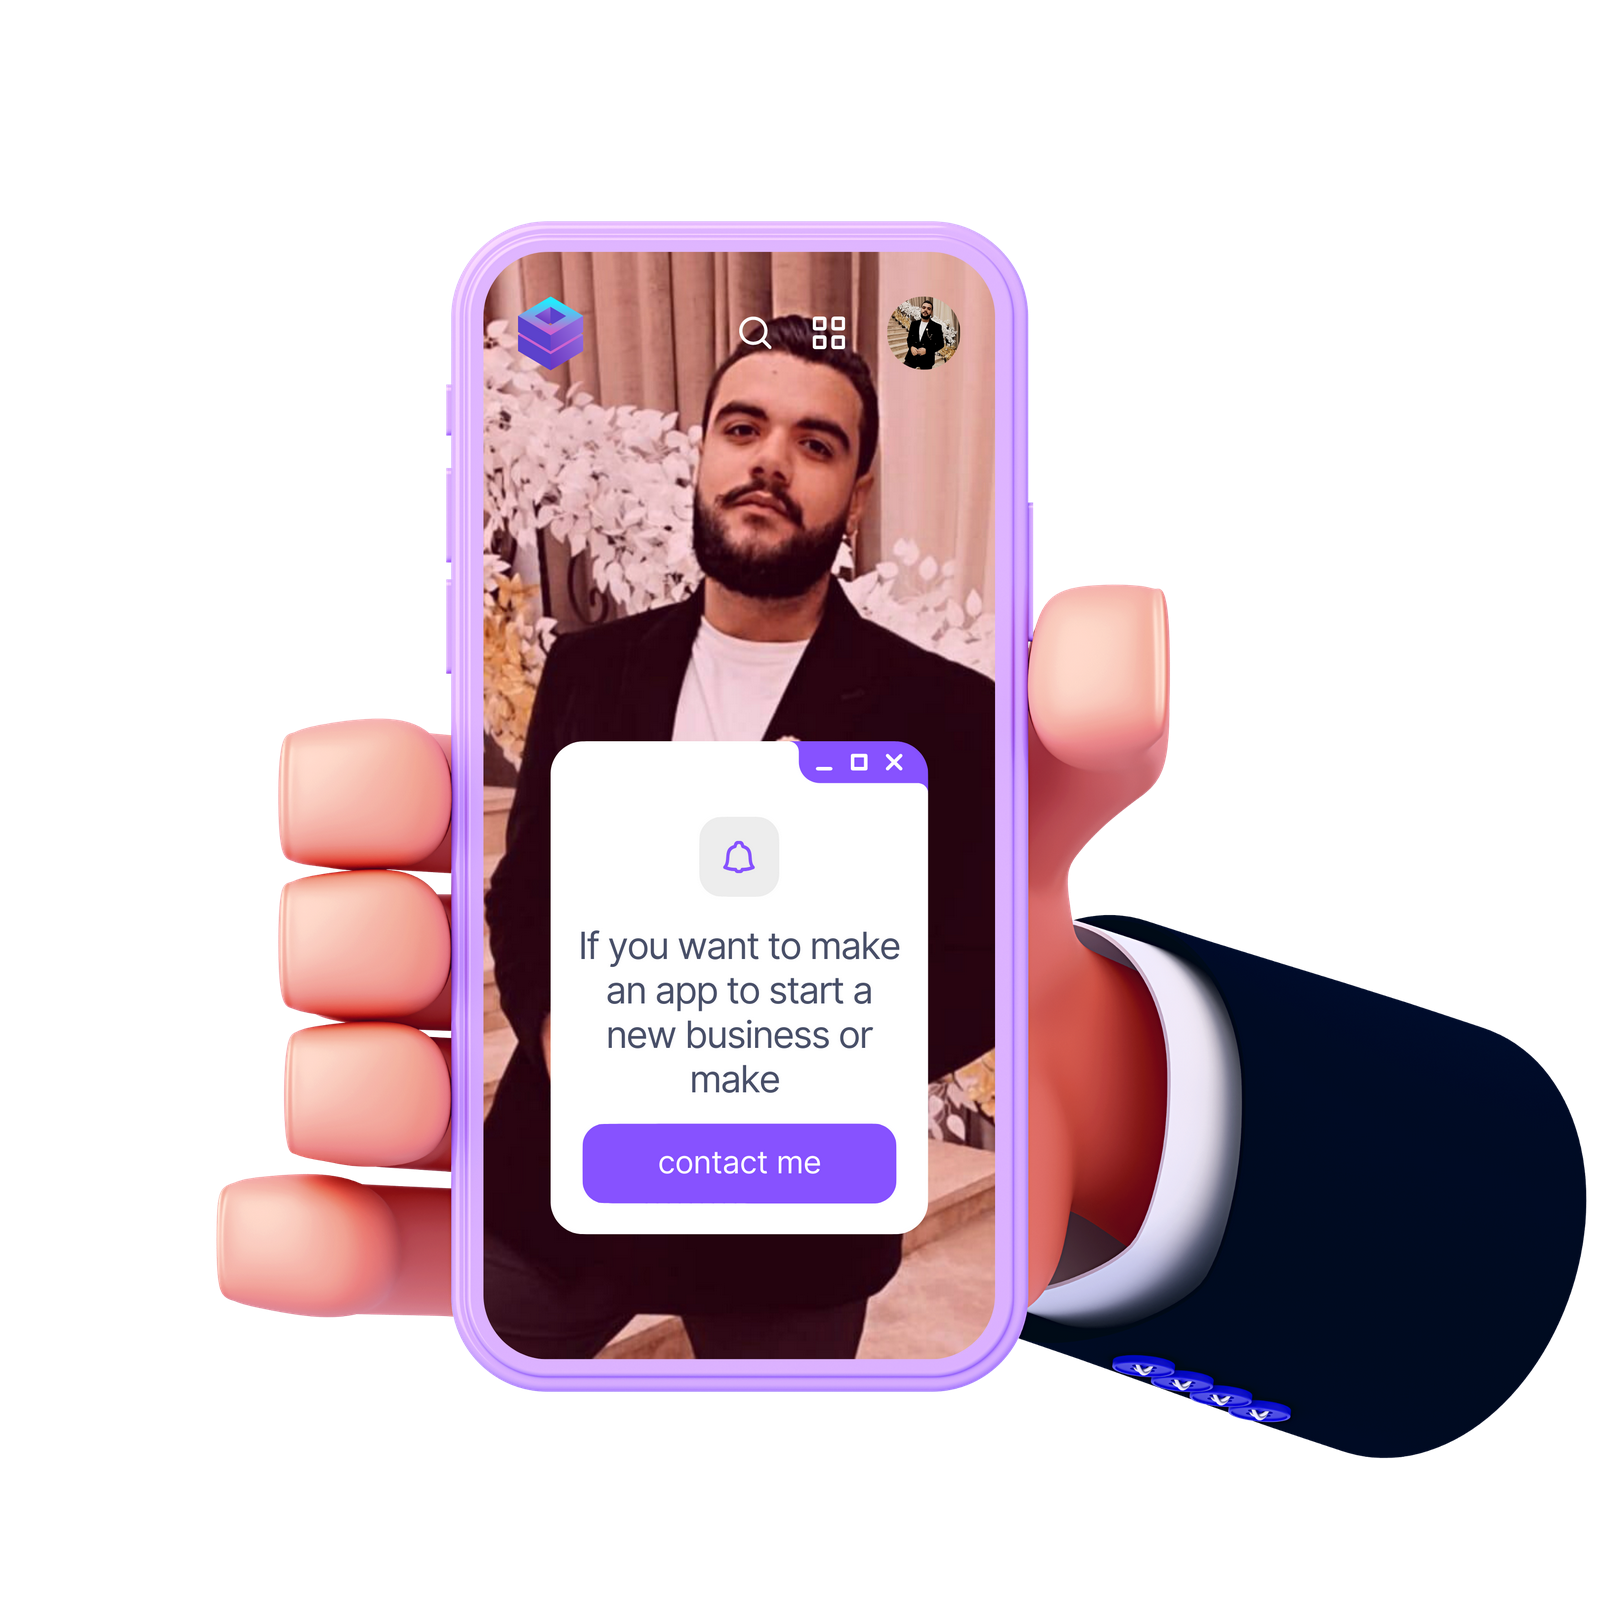 If you want to make
an app to start a
new business or
make
contact me